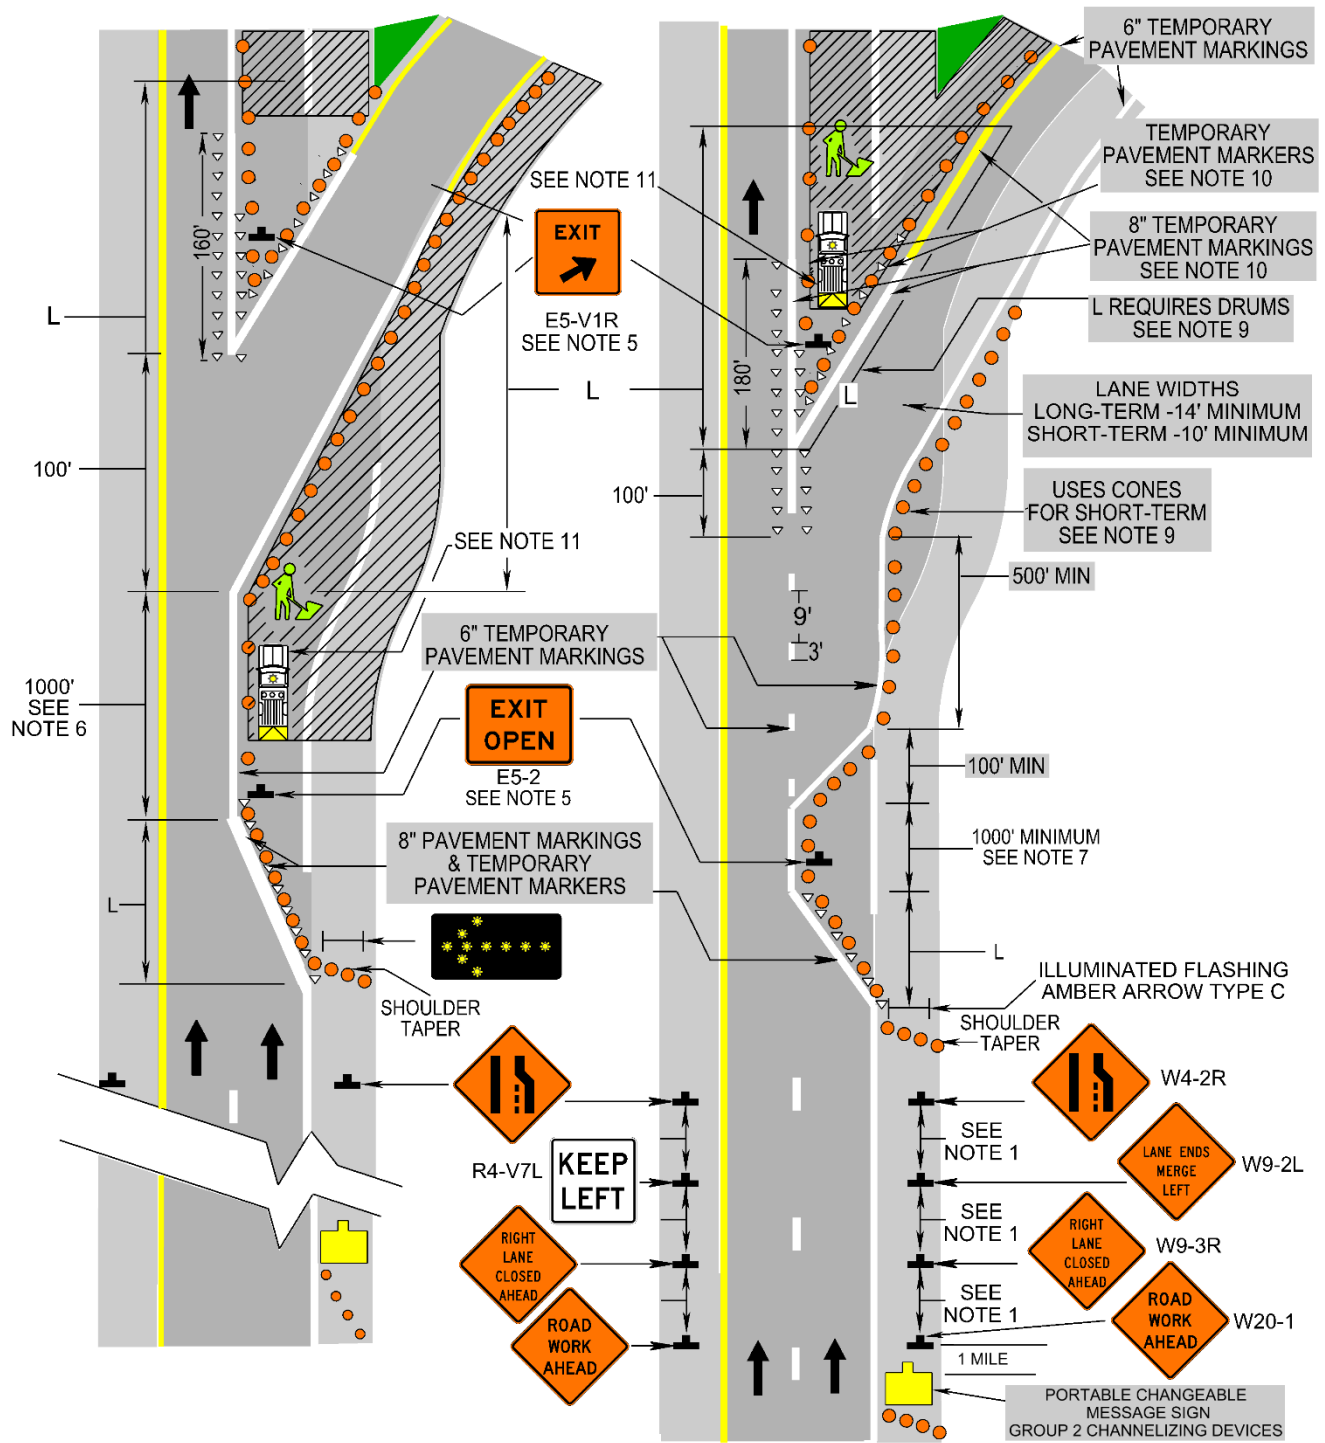 6" TEMPORARY
PAVEMENT MARKINGS
TEMPORARY
PAVEMENT MARKERS
SEE NOTE 10
SEE NOTE 11
8" TEMPORARY
PAVEMENT MARKINGS
SEE NOTE 10
EXIT
160'
L
E5-V1R
SEE NOTE 5
L REQUIRES DRUMS
SEE NOTE 9
180'
L
L
LANE WIDTHS
LONG-TERM -14' MINIMUM
SHORT-TERM -10' MINIMUM
100'
100'
USES CONES
FOR SHORT-TERM
SEE NOTE 9
SEE NOTE 11
500' MIN
9'
3'
6" TEMPORARY
PAVEMENT MARKINGS
1000'
SEE
NOTE 6
EXIT
OPEN
E5-2
SEE NOTE 5
100' MIN
8" PAVEMENT MARKINGS
& TEMPORARY
PAVEMENT MARKERS
1000' MINIMUM
SEE NOTE 7
L
L
ILLUMINATED FLASHING
AMBER ARROW TYPE C
SHOULDER
TAPER
SHOULDER
TAPER
W4-2R
SEE
NOTE 1
LANE ENDS
MERGE
LEFT
W9-2L
R4-V7L
KEEP
LEFT
SEE
NOTE 1
RIGHT
LANE
CLOSED
AHEAD
RIGHT
LANE
CLOSED
AHEAD
W9-3R
SEE
NOTE 1
ROAD
WORK
AHEAD
ROAD
WORK
AHEAD
W20-1
1 MILE
PORTABLE CHANGEABLE
MESSAGE SIGN
GROUP 2 CHANNELIZING DEVICES